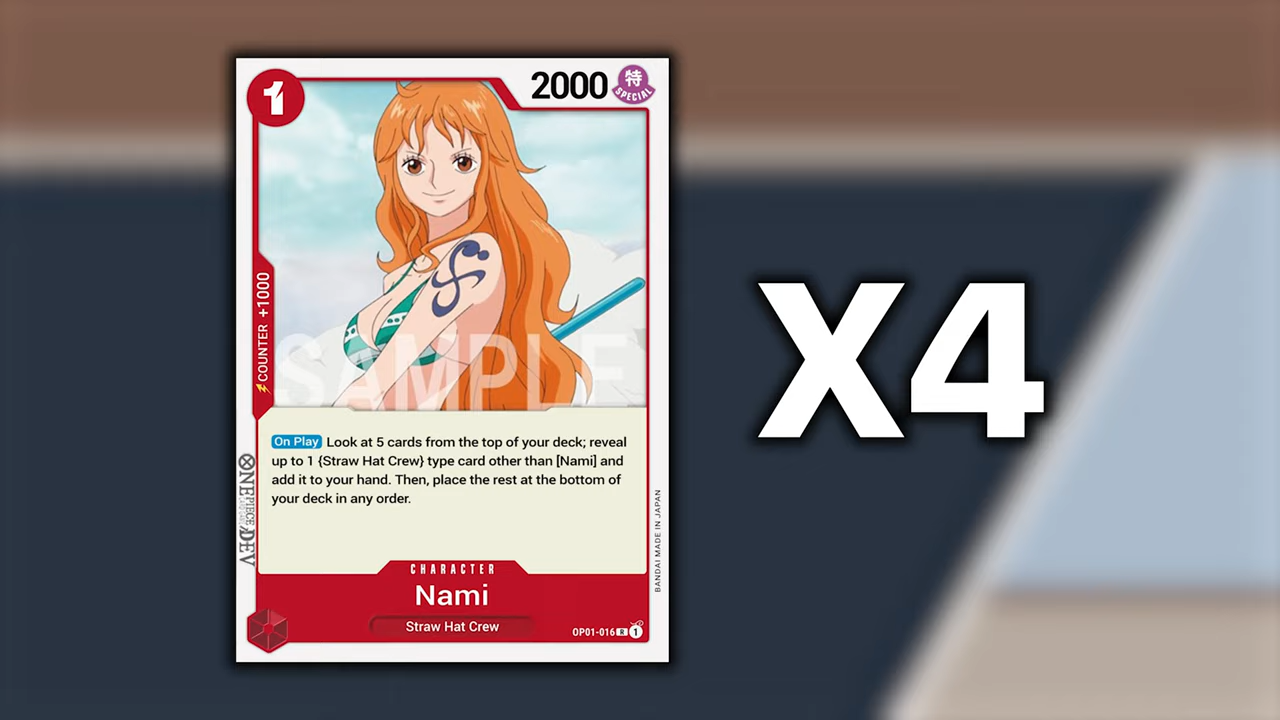 1
2000
特
SPECIAL
COUNTER +1000
SAMPLE
On Play Look at 5 cards from the top of your deck; reveal
up to 1 {Straw Hat Crew} type card other than [Nami] and
add it to your hand. Then, place the rest at the bottom of
your deck in any order.
ONE PIECE
CARD GAME
/DEV
BANDAI MADE IN JAPAN
CHARACTER
Nami
Straw Hat Crew
OP01-016 R 1
X4